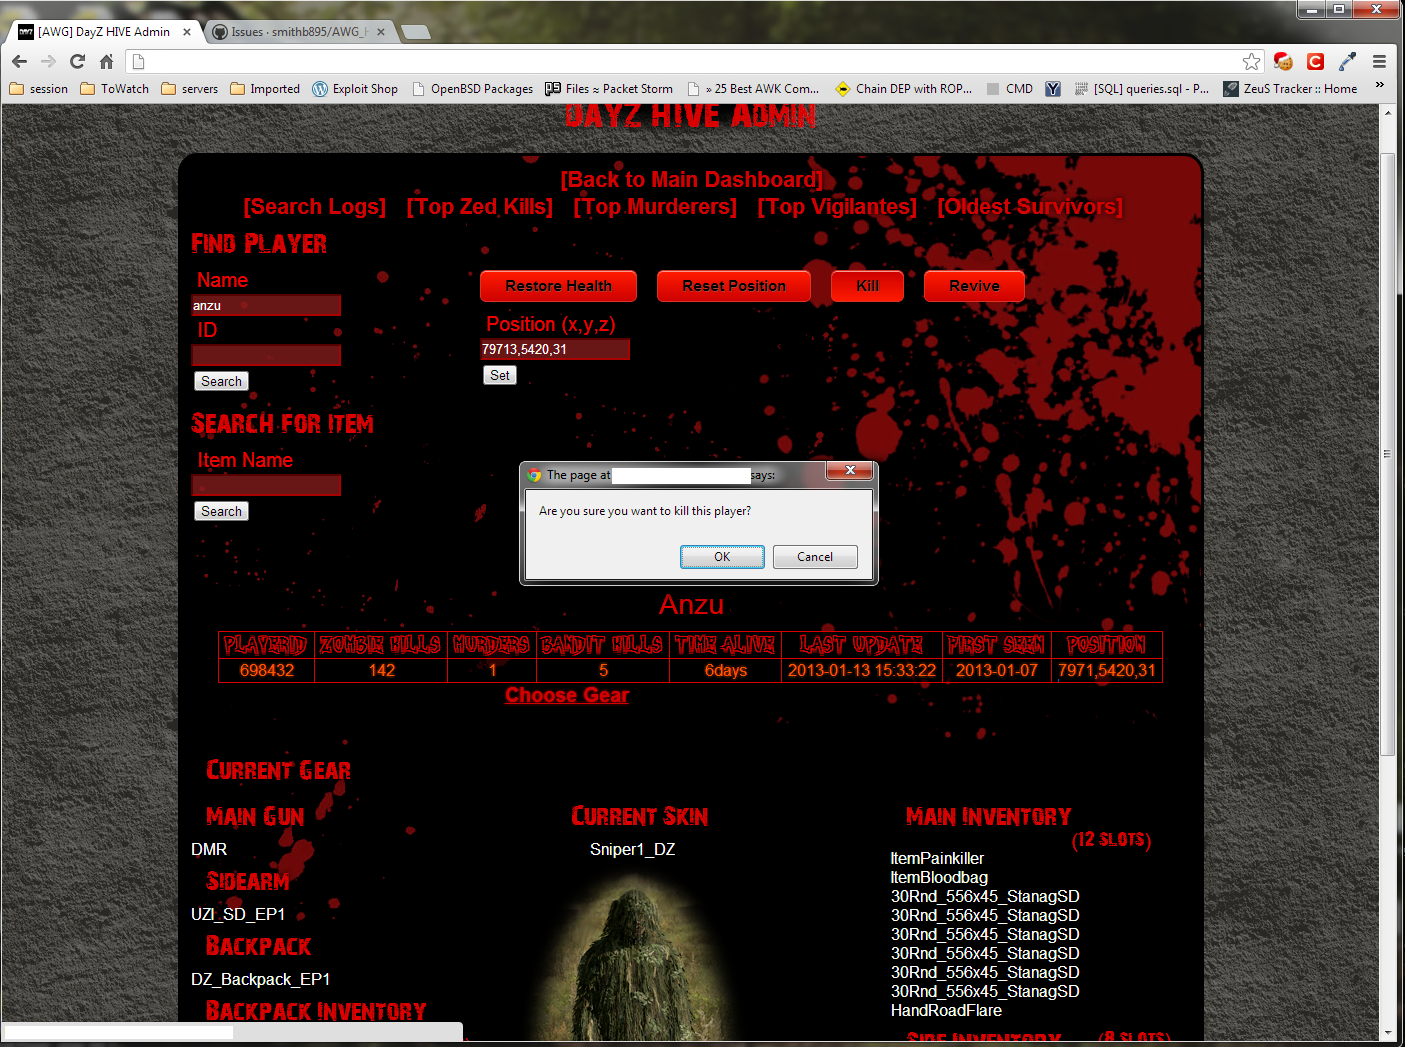 [AWG] DayZ HIVE Admin
Issues · smithb895/AWG_H
session
ToWatch
servers
Imported
Exploit Shop
OpenBSD Packages
Files ≈ Packet Storm
» 25 Best AWK Com...
Chain DEP with ROP...
CMD
[SQL] queries.sql - P...
ZeuS Tracker :: Home
»
DayZ HIVE Admin
[Back to Main Dashboard]
[Search Logs] [Top Zed Kills] [Top Murderers] [Top Vigilantes] [Oldest Survivors]
Find Player
Name
anzu
ID
Search
Restore Health Reset Position Kill Revive
Position (x,y,z)
79713,5420,31
Set
Search for Item
Item Name
Search
The page at says:
Are you sure you want to kill this player?
OK Cancel
Anzu
PlayerID Zombie Kills Murders Bandit Kills Time Alive Last Update First Seen Position
698432 142 1 5 6days 2013-01-13 15:33:22 2013-01-07 7971,5420,31
Choose Gear
Current Gear
Main Gun
DMR
Sidearm
UZI_SD_EP1
Backpack
DZ_Backpack_EP1
Backpack Inventory
Current Skin
Sniper1_DZ
Main Inventory
(12 slots)
ItemPainkiller
ItemBloodbag
30Rnd_556x45_StanagSD
30Rnd_556x45_StanagSD
30Rnd_556x45_StanagSD
30Rnd_556x45_StanagSD
30Rnd_556x45_StanagSD
30Rnd_556x45_StanagSD
HandRoadFlare
Side Inventory (8 slots)